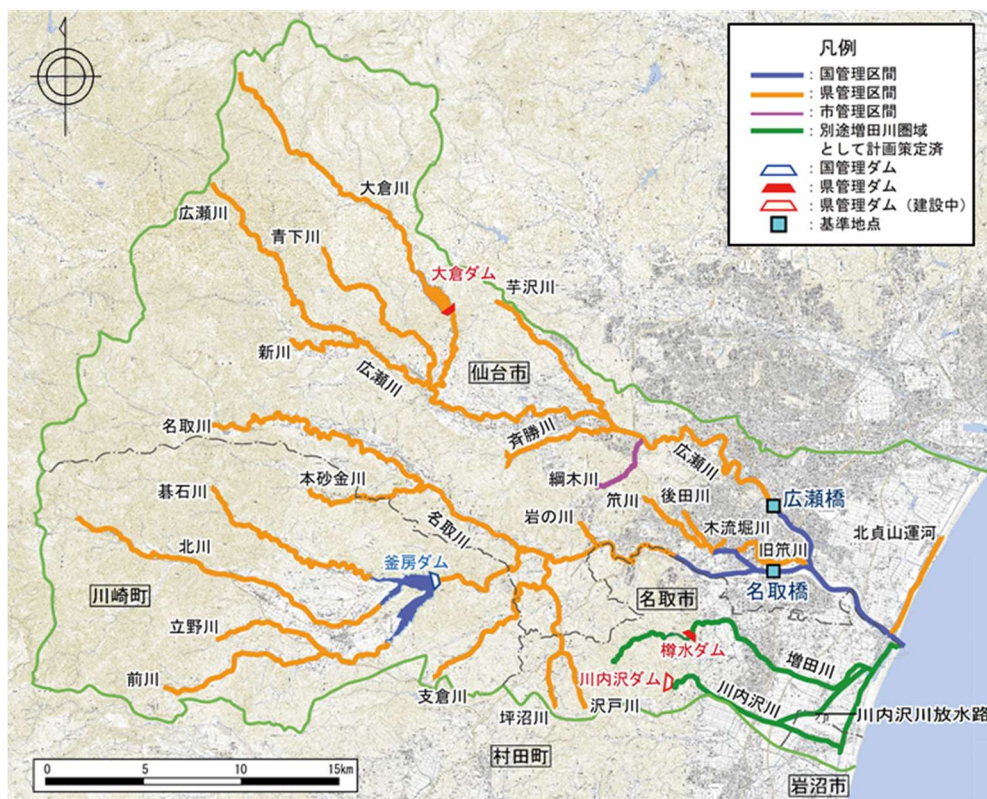 凡例
：国管理区間
：県管理区間
：市管理区間
：別途増田川圏域
として計画策定済
：国管理ダム
：県管理ダム
：県管理ダム（建設中）
：基準地点
大倉川
広瀬川
青下川
大倉ダム
芋沢川
新川
広瀬川
仙台市
名取川
斉勝川
広瀬川
本砂金川
綱木川
後田川
笊川
広瀬橋
碁石川
名取川
岩の川
木流堀川
旧笊川
北貞山運河
北川
釜房ダム
名取橋
川崎町
名取市
立野川
樽水ダム
増田川
前川
支倉川
川内沢ダム
川内沢川
坪沼川
沢戸川
川内沢川放水路
村田町
岩沼市
0
5
10
15km